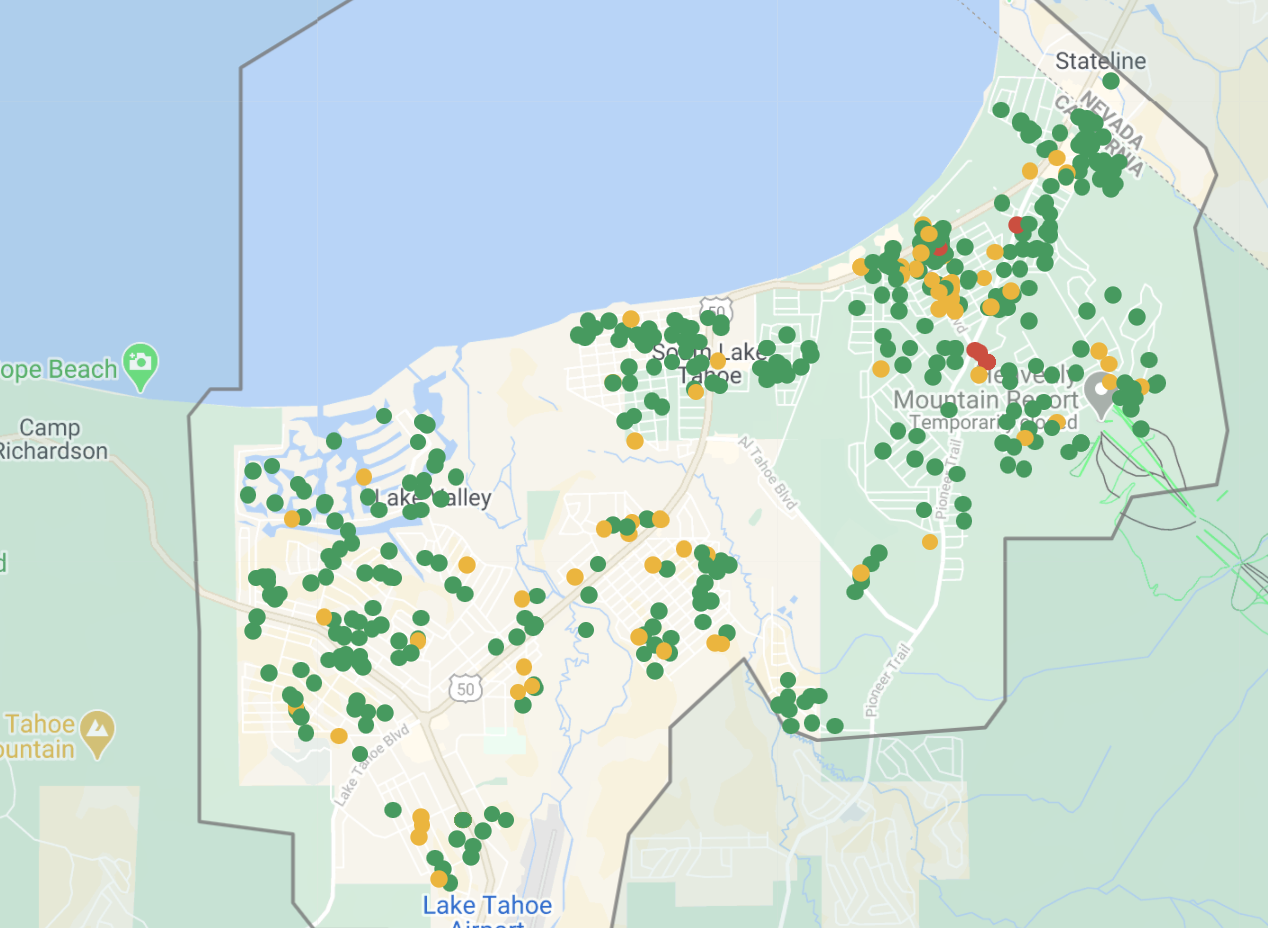 Stateline
NEVADA
CALIFORNIA
50
ope Beach
South Lake
Tahoe
Camp
Richardson
Heavenly
Mountain Resort
Temporarily closed
Al Tahoe Blvd
Pioneer Trail
Lake Valley
50
Pioneer Trail
Tahoe
ountain
Lake Tahoe Blvd
Lake Tahoe
Airport